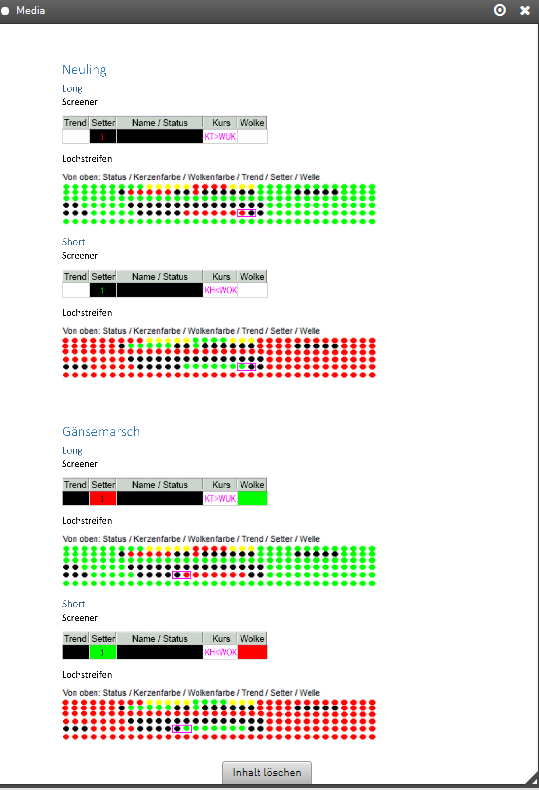 Media
Neuling
Long
Screener
Trend Setter Name / Status Kurs Wolke
1 KT>WUK
Lochstreifen
Von oben: Status / Kerzenfarbe / Wolkenfarbe / Trend / Setter / Welle
Short
Screener
Trend Setter Name / Status Kurs Wolke
1 KH<WOK
Lochstreifen
Von oben: Status / Kerzenfarbe / Wolkenfarbe / Trend / Setter / Welle
Gänsemarsch
Long
Screener
Trend Setter Name / Status Kurs Wolke
1 KT>WUK
Lochstreifen
Von oben: Status / Kerzenfarbe / Wolkenfarbe / Trend / Setter / Welle
Short
Screener
Trend Setter Name / Status Kurs Wolke
1 KH<WOK
Lochstreifen
Von oben: Status / Kerzenfarbe / Wolkenfarbe / Trend / Setter / Welle
Inhalt löschen